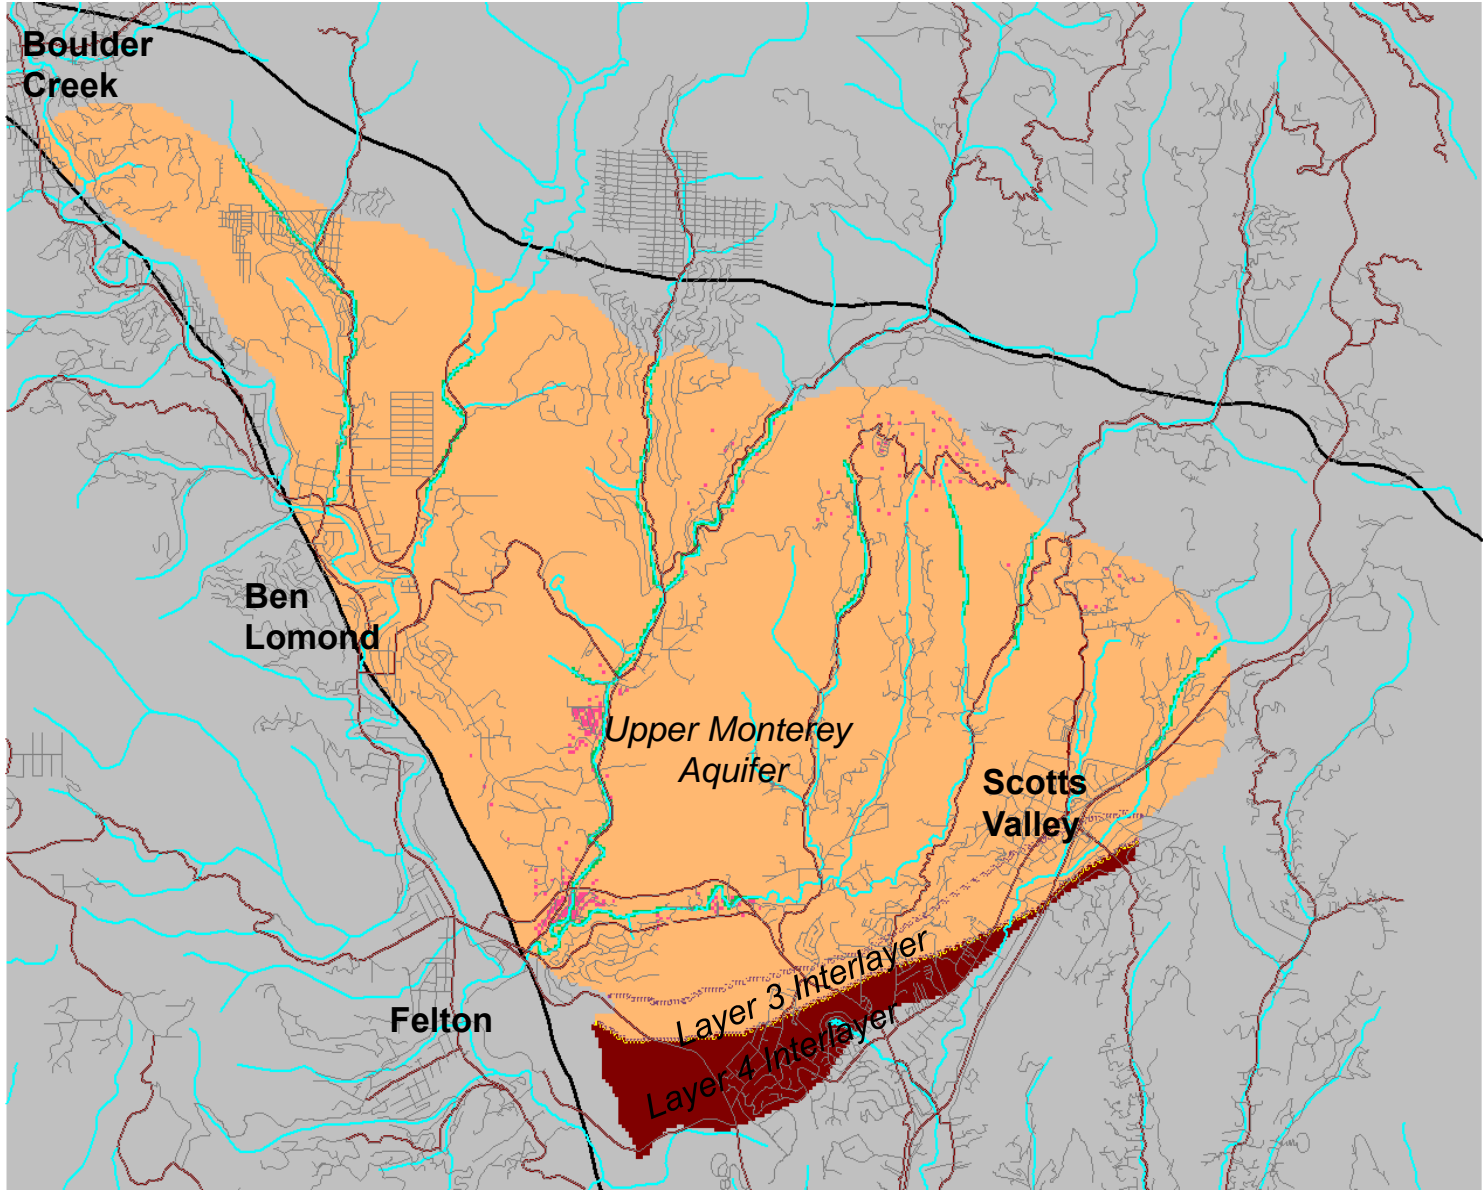 Boulder
Creek
Ben
Lomond
Upper Monterey
Aquifer
Scotts
Valley
Layer 3 Interlayer
Layer 4 Interlayer
Felton